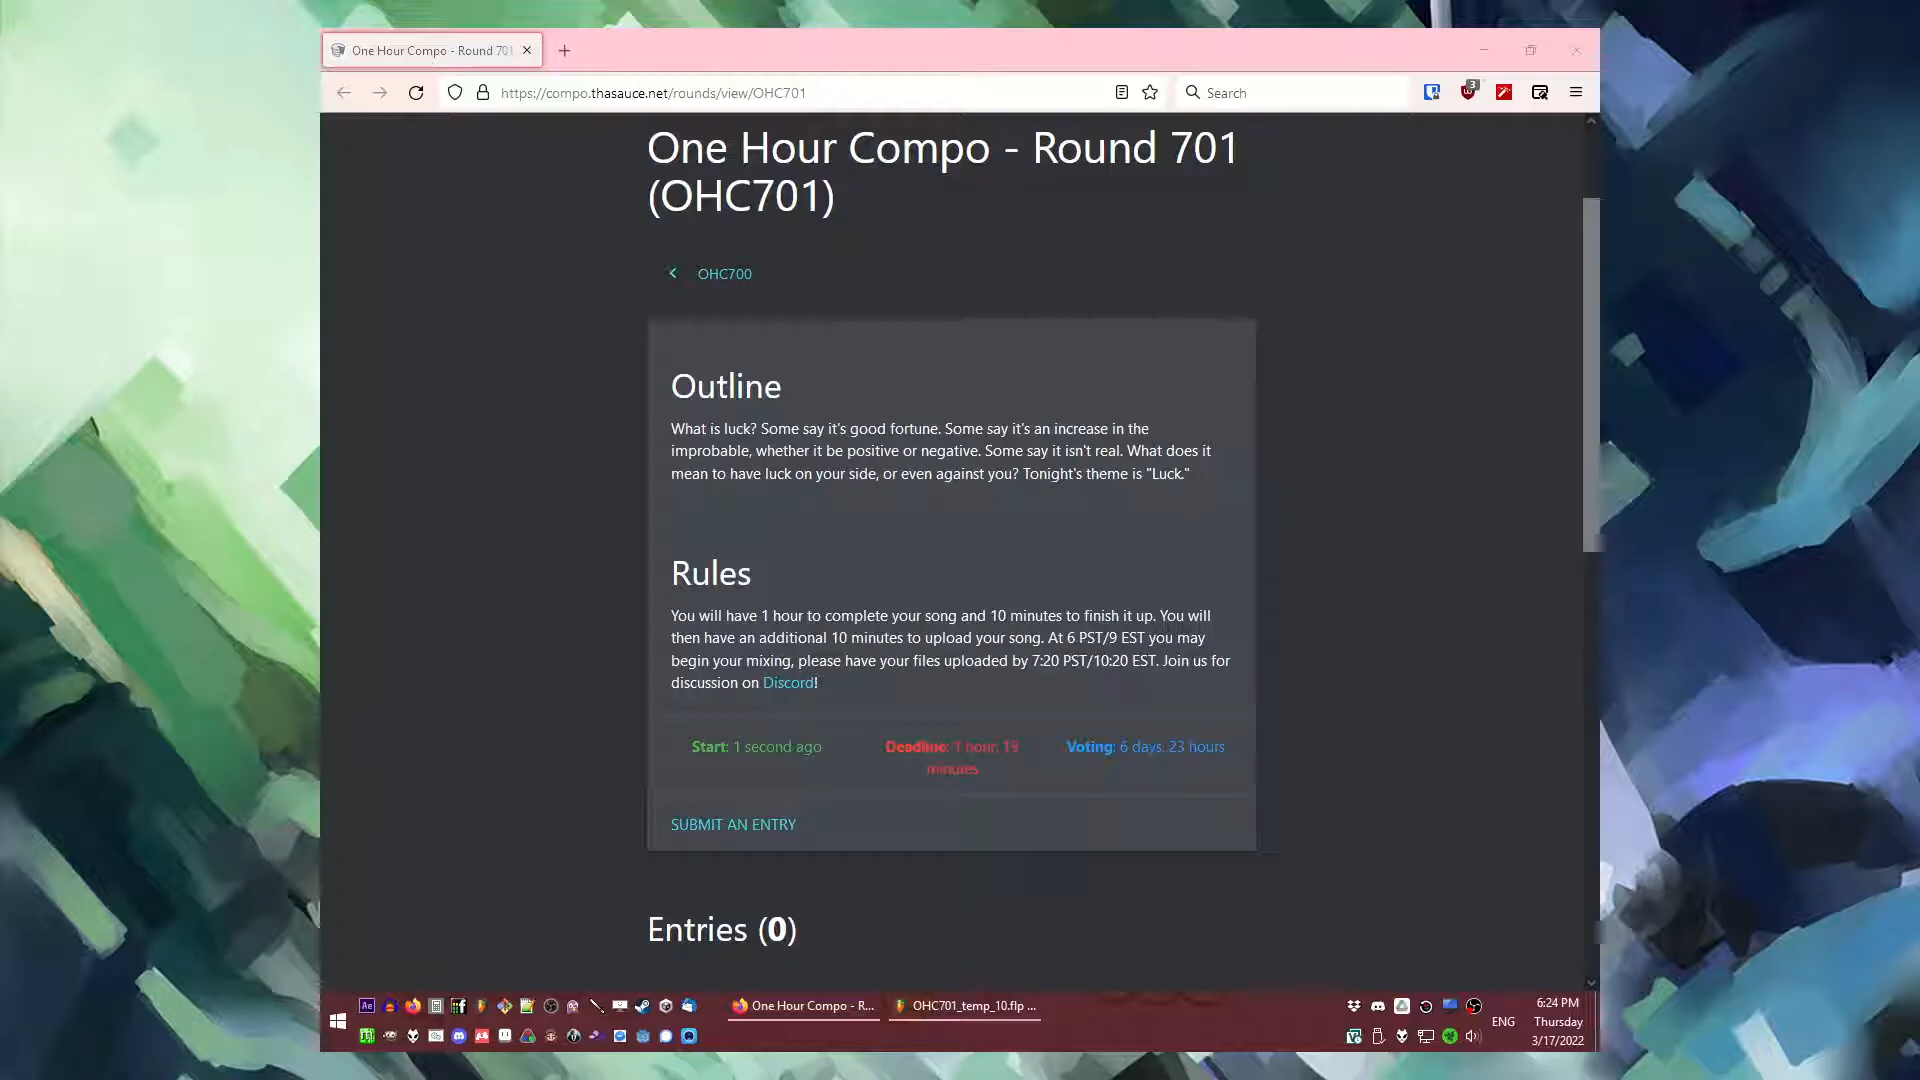 One Hour Compo - Round 701
https://compo.thasauce.net/rounds/view/OHC701
Search
3
One Hour Compo - Round 701
(OHC701)
OHC700
Outline
What is luck? Some say it's good fortune. Some say it's an increase in the
improbable, whether it be positive or negative. Some say it isn't real. What does it
mean to have luck on your side, or even against you? Tonight's theme is "Luck."
Rules
You will have 1 hour to complete your song and 10 minutes to finish it up. You will
then have an additional 10 minutes to upload your song. At 6 PST/9 EST you may
begin your mixing, please have your files uploaded by 7:20 PST/10:20 EST. Join us for
discussion on Discord!
Start: 1 second ago
Deadline: 1 hour, 19
minutes
Voting: 6 days, 23 hours
SUBMIT AN ENTRY
Entries (0)
Ae
One Hour Compo - R...
OHC701_temp_10.flp ...
ENG
6:24 PM
Thursday
3/17/2022